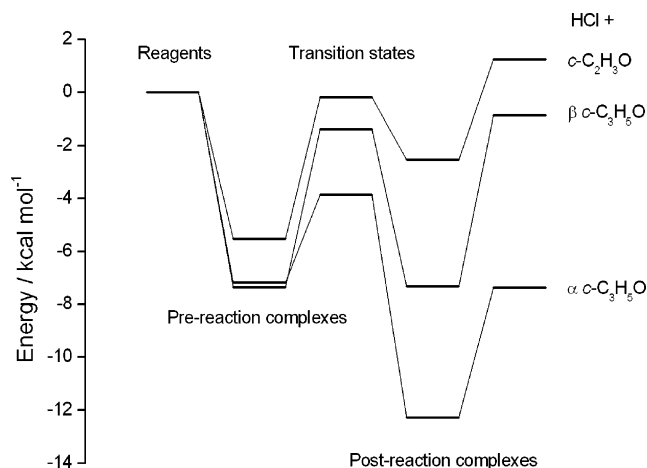 HCl +
2
Reagents
Transition states
c-C₂H₃O
0
β c-C₃H₅O
-2
-4
-6
α c-C₃H₅O
-8
Pre-reaction complexes
-10
-12
-14
Post-reaction complexes
Energy / kcal mol⁻¹